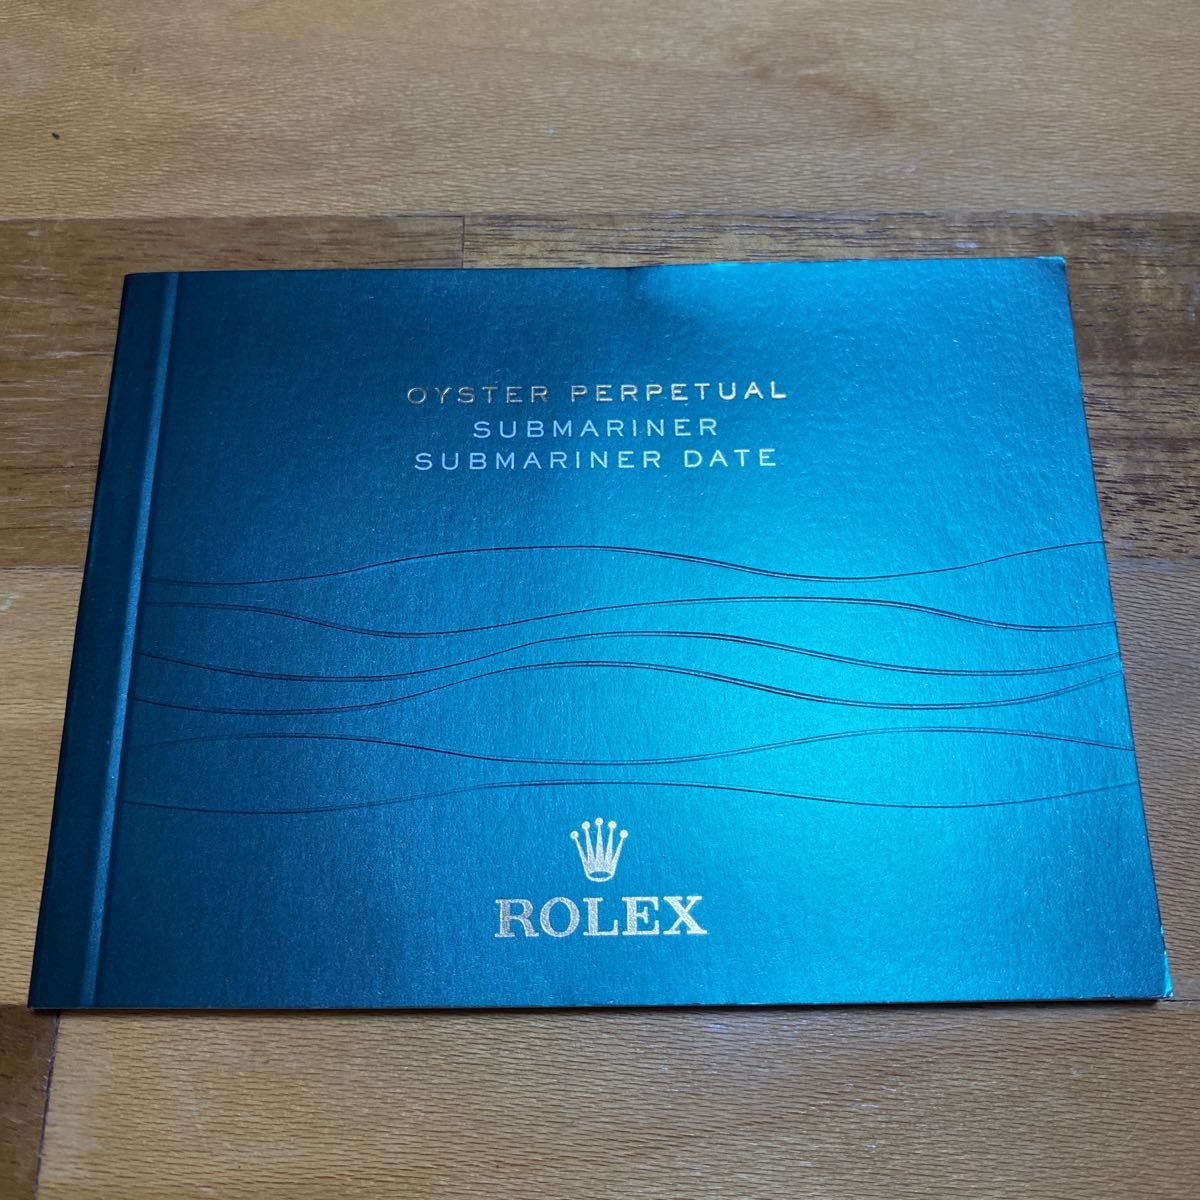 OYSTER PERPETUAL
SUBMARINER
SUBMARINER DATE
ROLEX